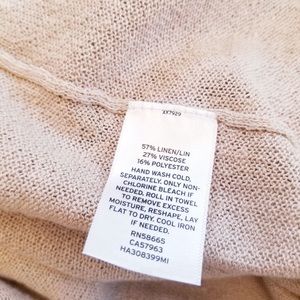 XX7929
57% LINEN/LIN
27% VISCOSE
16% POLYESTER
HAND WASH COLD,
SEPARATELY. ONLY NON-
CHLORINE BLEACH IF
NEEDED. ROLL IN TOWEL
TO REMOVE EXCESS
MOISTURE, RESHAPE, LAY
FLAT TO DRY. COOL IRON
IF NEEDED.
RN58665
CA57963
HA308399MI